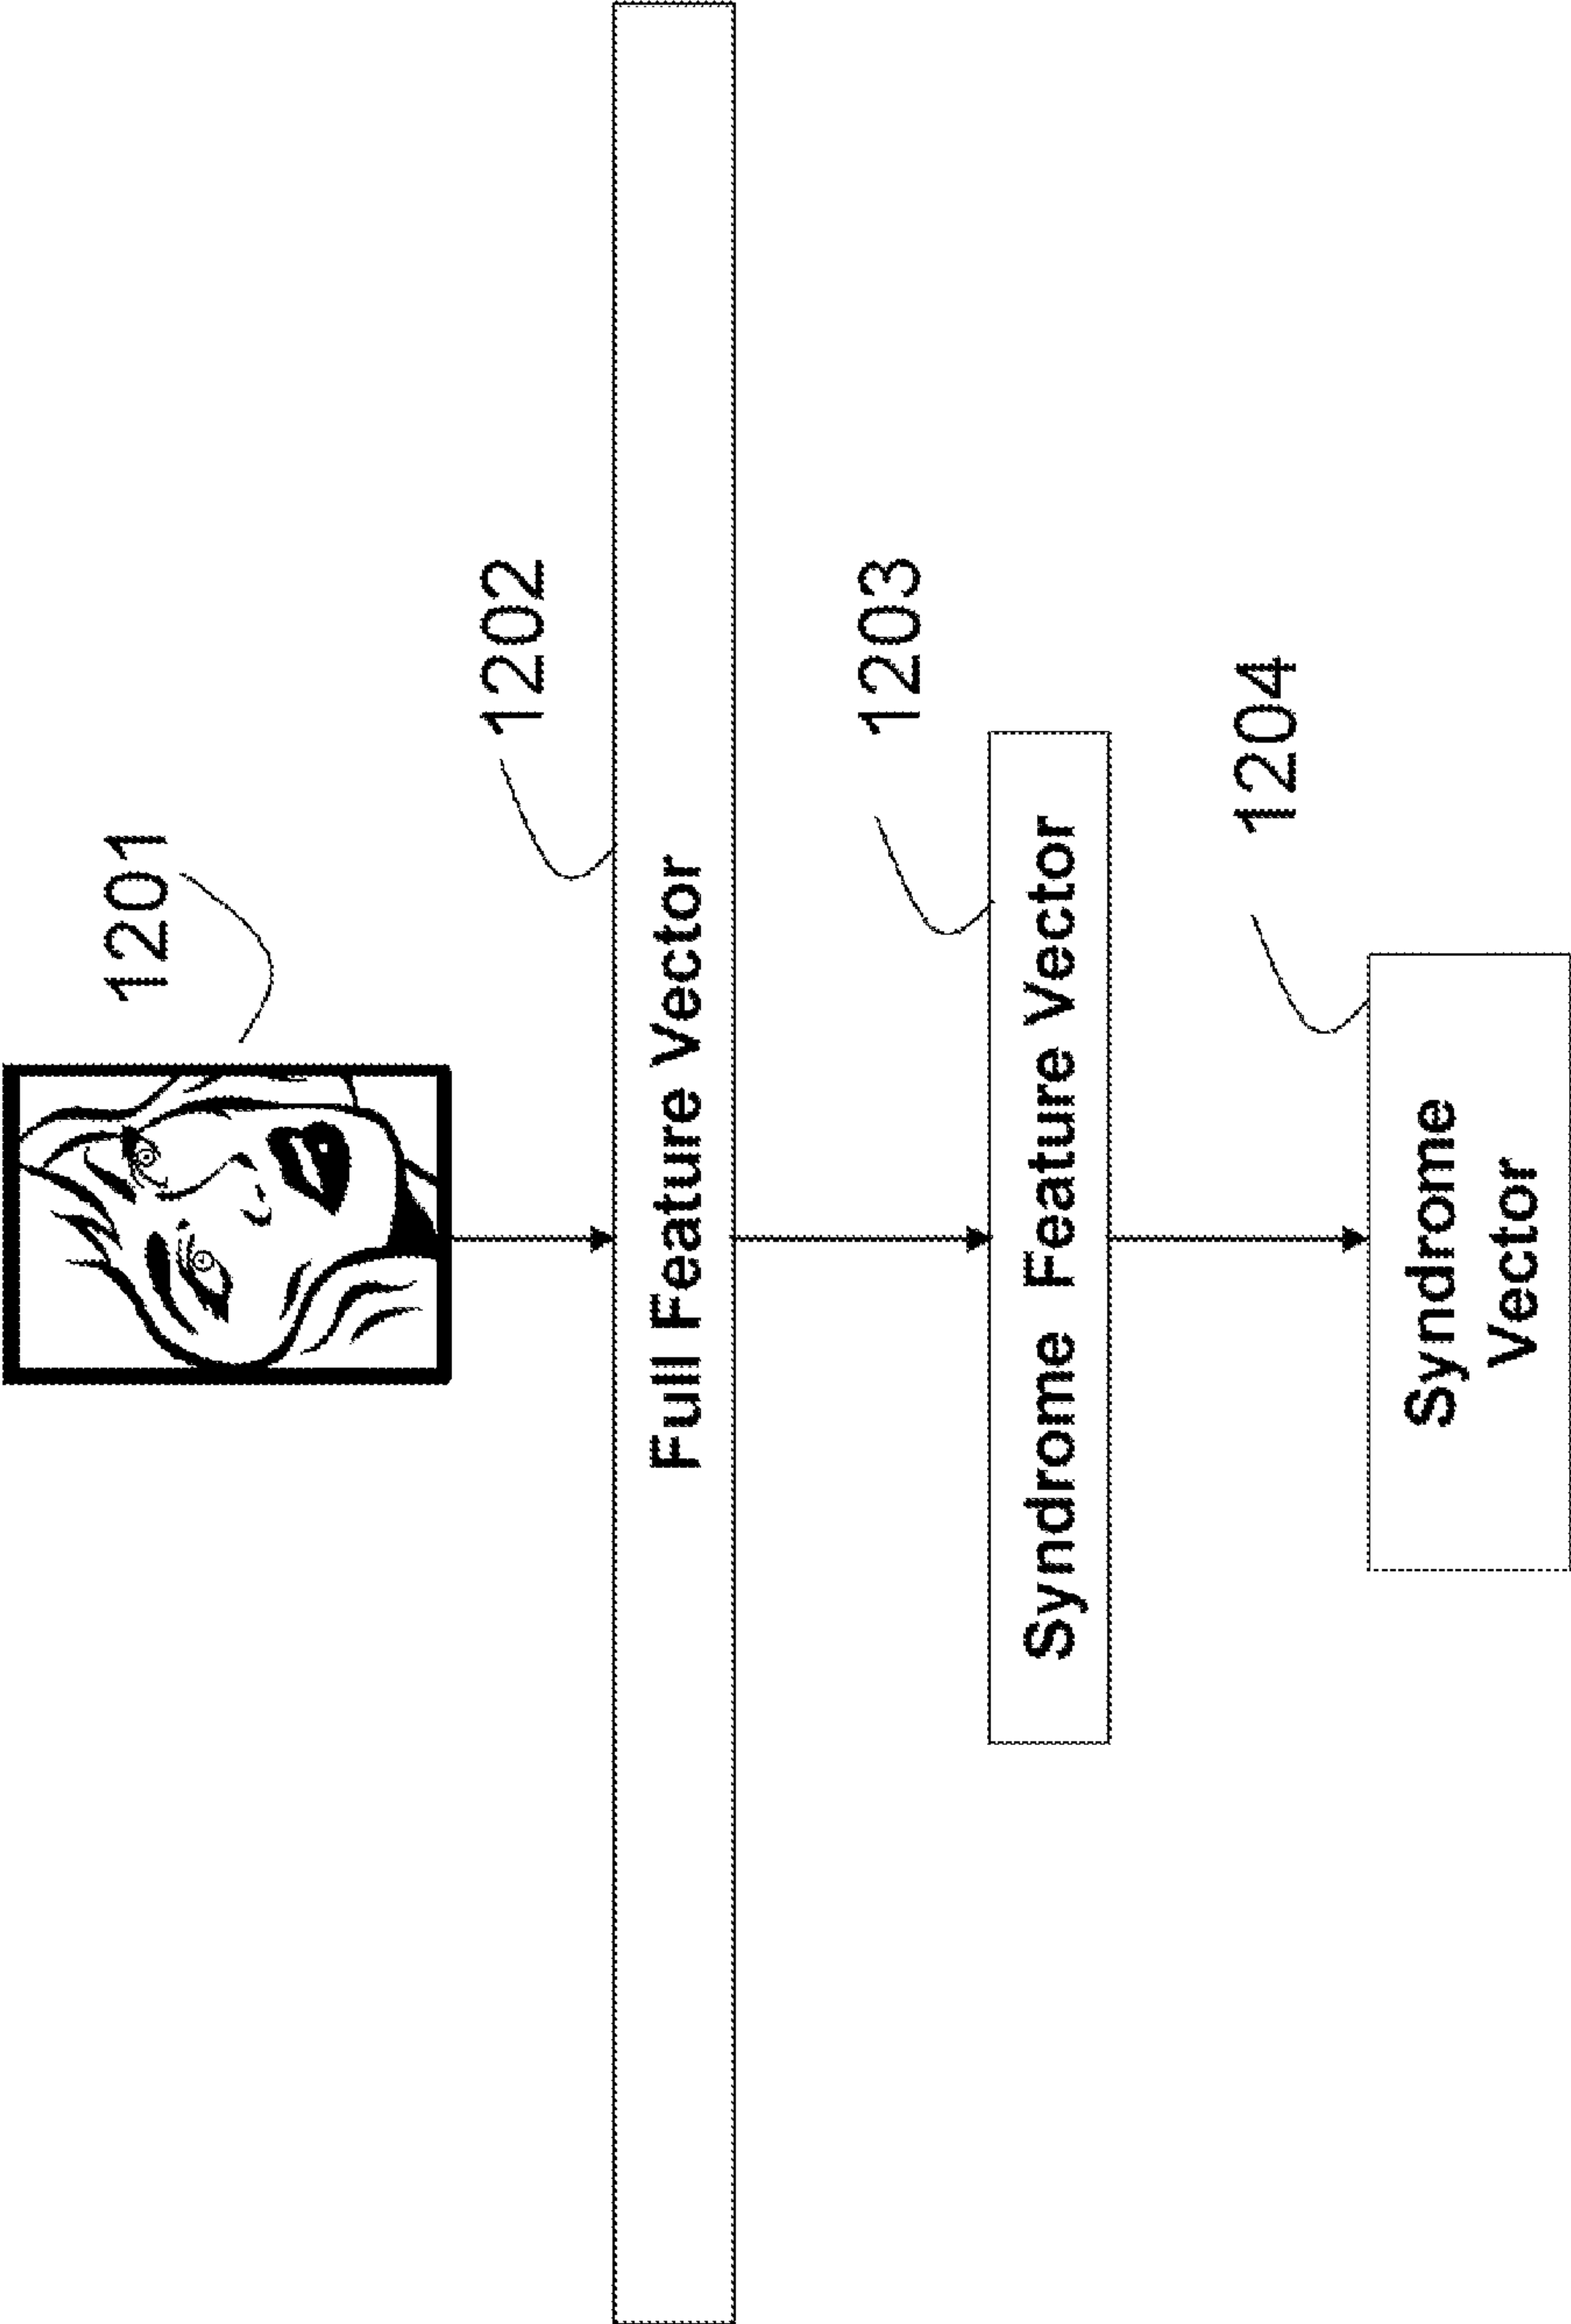 1201
1202
Full Feature Vector
1203
Syndrome Feature Vector
1204
Syndrome
Vector